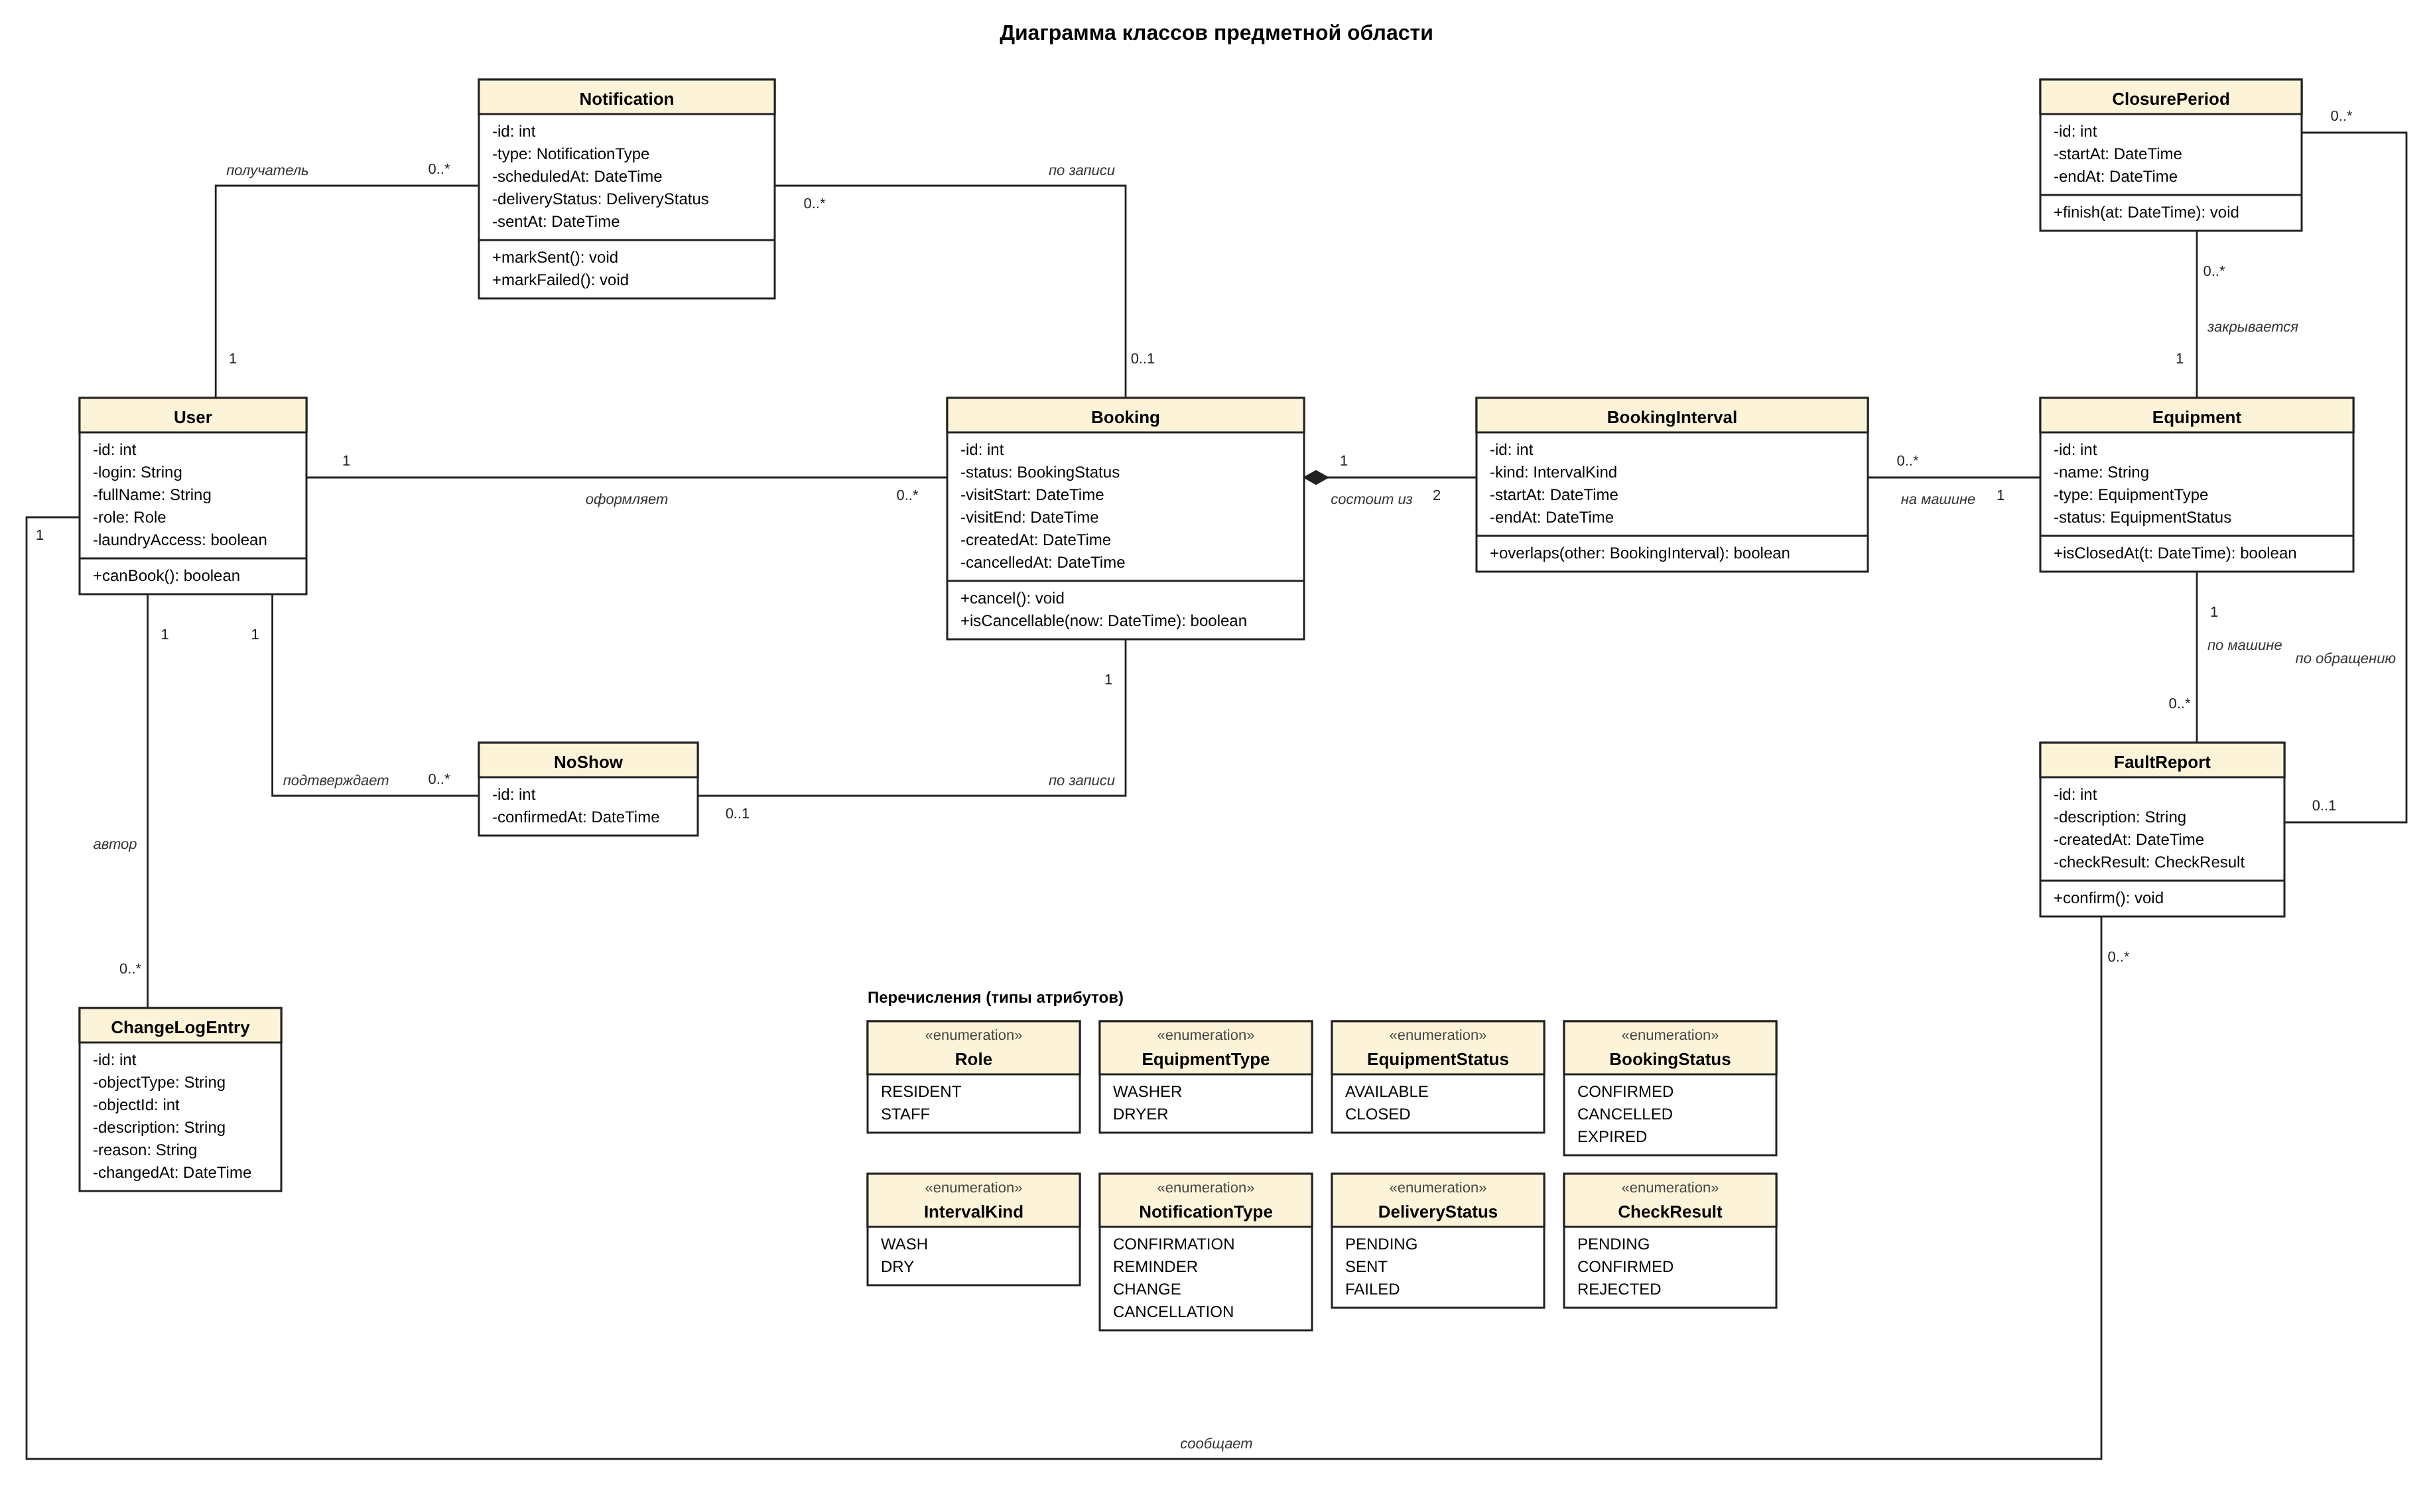 Диаграмма классов предметной области
Notification
-id: int
-type: NotificationType
-scheduledAt: DateTime
-deliveryStatus: DeliveryStatus
-sentAt: DateTime
+markSent(): void
+markFailed(): void
ClosurePeriod
-id: int
-startAt: DateTime
-endAt: DateTime
+finish(at: DateTime): void
0..*
получатель
0..*
по записи
0..*
0..*
закрывается
1
0..1
1
User
-id: int
-login: String
-fullName: String
-role: Role
-laundryAccess: boolean
+canBook(): boolean
1
оформляет
0..*
Booking
-id: int
-status: BookingStatus
-visitStart: DateTime
-visitEnd: DateTime
-createdAt: DateTime
-cancelledAt: DateTime
+cancel(): void
+isCancellable(now: DateTime): boolean
1
состоит из
2
BookingInterval
-id: int
-kind: IntervalKind
-startAt: DateTime
-endAt: DateTime
+overlaps(other: BookingInterval): boolean
0..*
на машине
1
Equipment
-id: int
-name: String
-type: EquipmentType
-status: EquipmentStatus
+isClosedAt(t: DateTime): boolean
1
1
1
1
1
по машине
по обращению
0..*
NoShow
-id: int
-confirmedAt: DateTime
подтверждает
0..*
по записи
0..1
FaultReport
-id: int
-description: String
-createdAt: DateTime
-checkResult: CheckResult
+confirm(): void
0..1
автор
0..*
0..*
ChangeLogEntry
-id: int
-objectType: String
-objectId: int
-description: String
-reason: String
-changedAt: DateTime
Перечисления (типы атрибутов)
«enumeration»
Role
RESIDENT
STAFF
«enumeration»
EquipmentType
WASHER
DRYER
«enumeration»
EquipmentStatus
AVAILABLE
CLOSED
«enumeration»
BookingStatus
CONFIRMED
CANCELLED
EXPIRED
«enumeration»
IntervalKind
WASH
DRY
«enumeration»
NotificationType
CONFIRMATION
REMINDER
CHANGE
CANCELLATION
«enumeration»
DeliveryStatus
PENDING
SENT
FAILED
«enumeration»
CheckResult
PENDING
CONFIRMED
REJECTED
сообщает